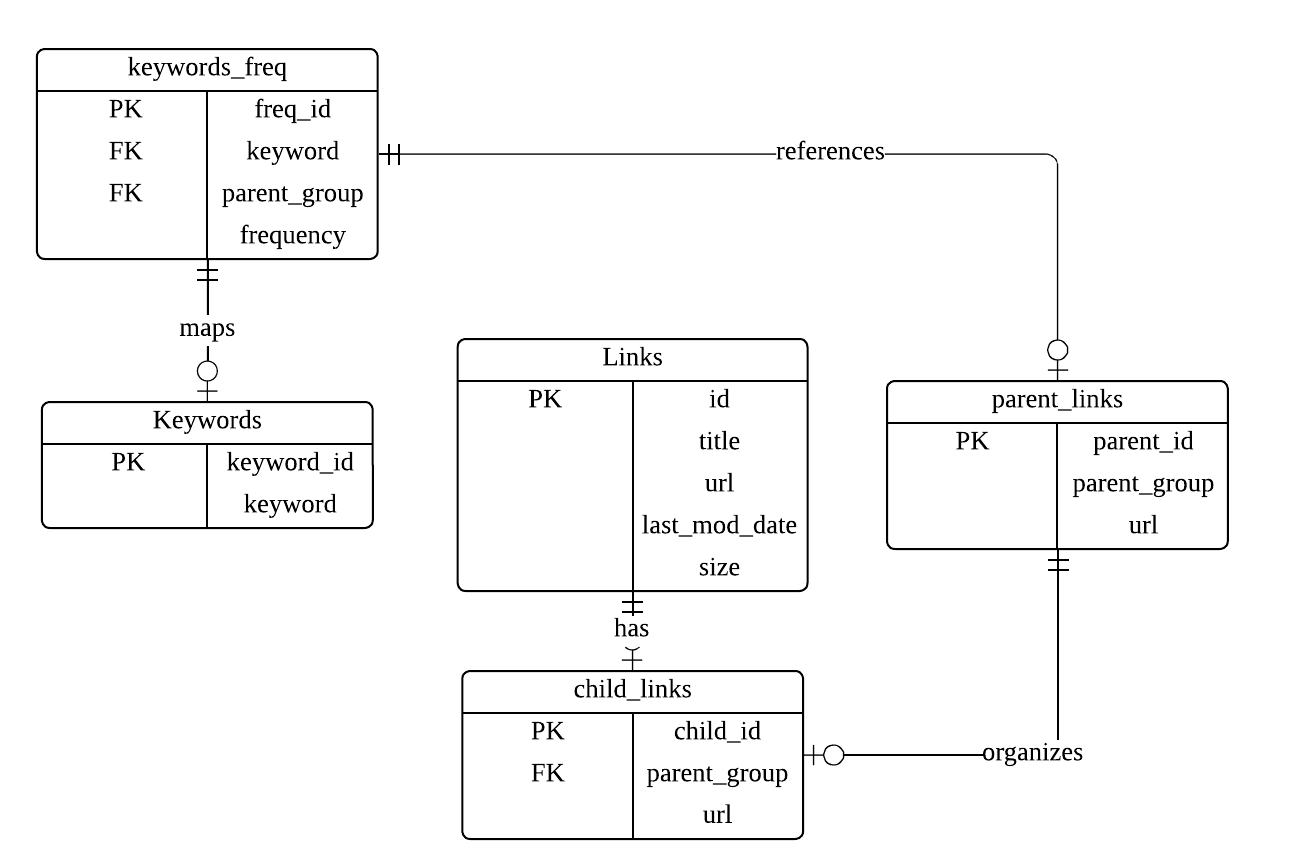 keywords_freq
PK freq_id
FK keyword
FK parent_group
frequency
references
maps
Keywords
PK keyword_id
keyword
Links
PK id
title
url
last_mod_date
size
has
parent_links
PK parent_id
parent_group
url
child_links
PK child_id
FK parent_group
url
organizes